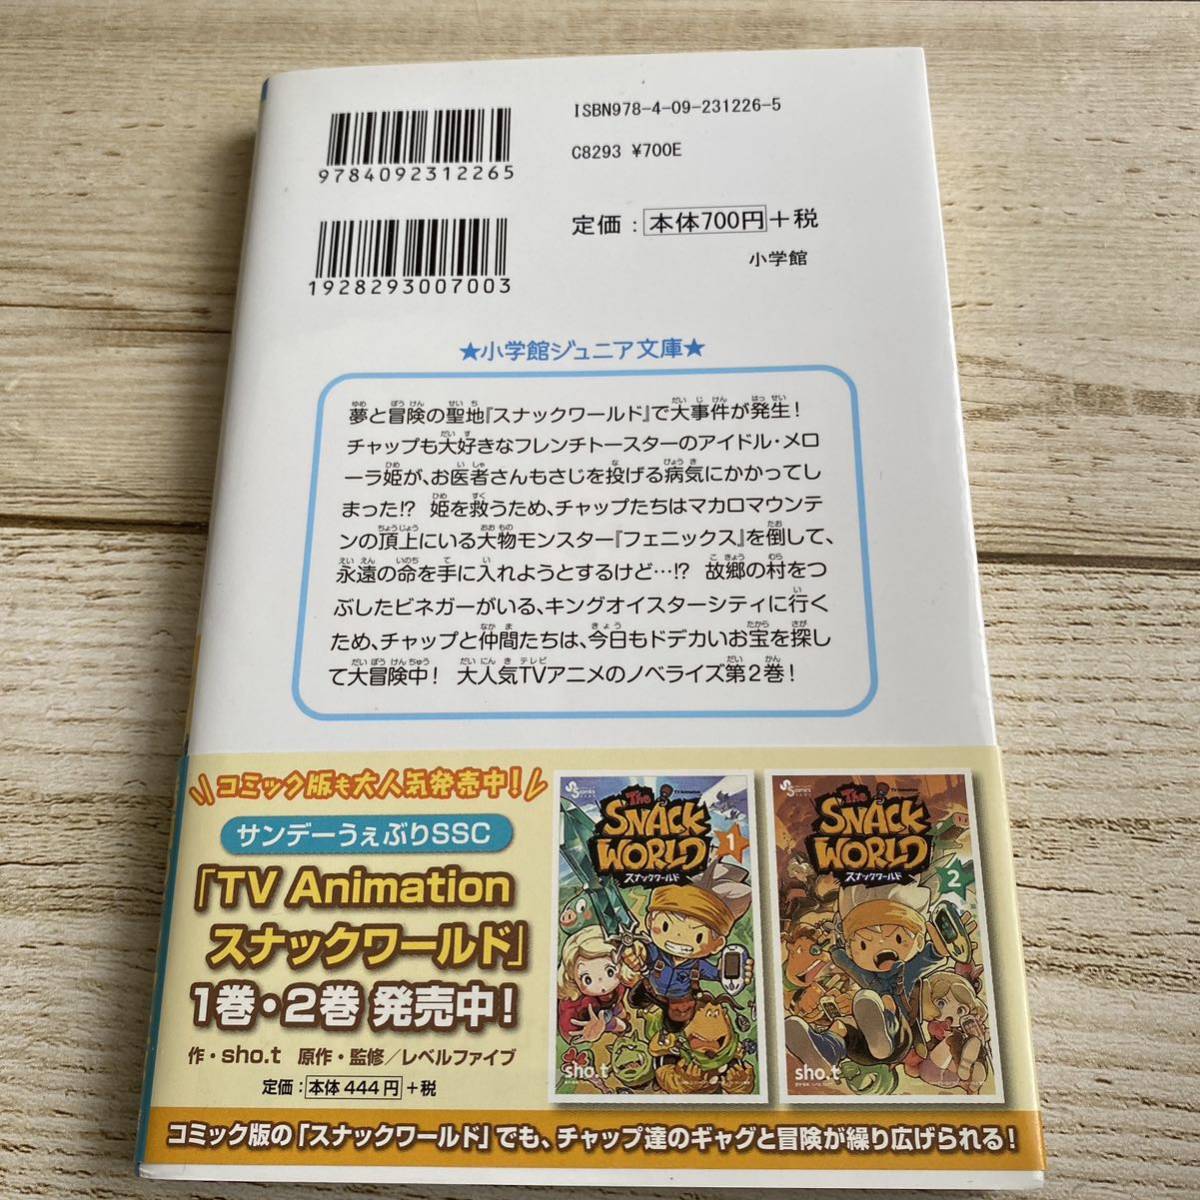 ISBN978-4-09-231226-5
9784092312265
C8293 ¥700E
1928293007003
定価：本体700円＋税
小学館
★小学館ジュニア文庫★
夢と冒険の聖地『スナックワールド』で大事件が発生！
チャップも大好きなフレンチトースターのアイドル・メロ
ーラ姫が、お医者さんもさじを投げる病気にかかってし
まった!?　姫を救うため、チャップたちはマカロマウンテ
ンの頂上にいる大物モンスター『フェニックス』を倒して、
永遠の命を手に入れようとするけど…!?　故郷の村をつ
ぶしたビネガーがいる、キングオイスターシティに行く
ため、チャップと仲間たちは、今日もドデカいお宝を探し
て大冒険中！　大人気TVアニメのノベライズ第2巻！
コミック版も大人気発売中！
サンデーうぇぶりSSC
「TV Animation
スナックワールド」
1巻・2巻 発売中！
作・sho.t　原作・監修／レベルファイブ
定価：本体444円＋税
TV Animation
The
SNACK
WORLD
スナックワールド
1
sho.t
TV Animation
The
SNACK
WORLD
スナックワールド
2
sho.t
コミック版の「スナックワールド」でも、チャップ達のギャグと冒険が繰り広げられる！